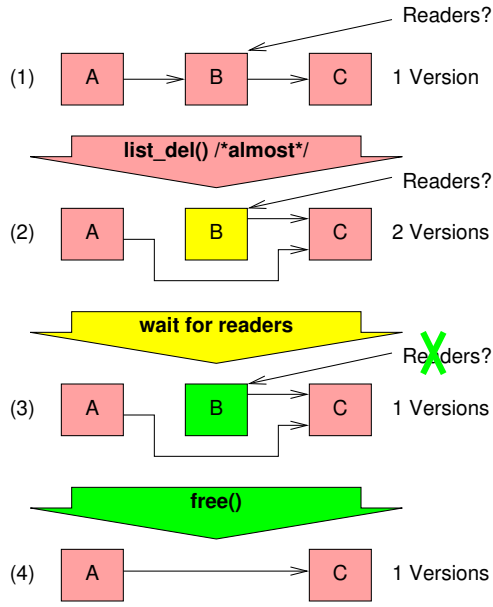 Readers?
(1) A B C 1 Version
list_del() /*almost*/
Readers?
(2) A B C 2 Versions
wait for readers
Readers?
(3) A B C 1 Versions
free()
(4) A C 1 Versions